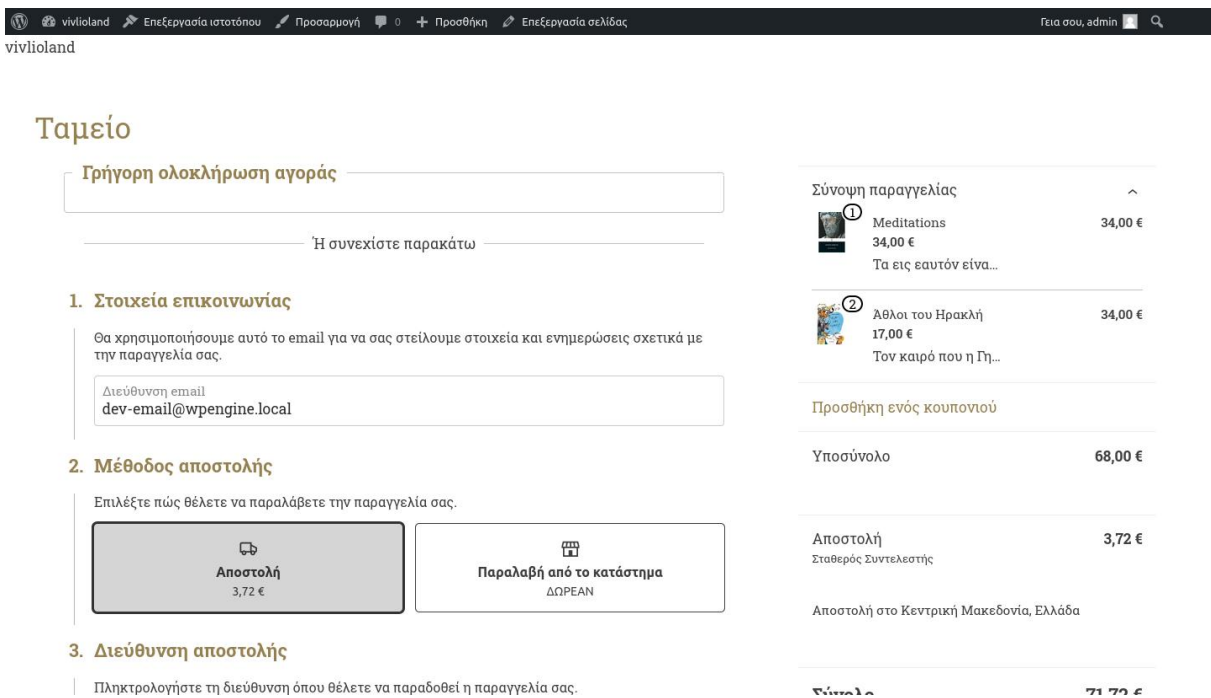 vivlioland Επεξεργασία ιστοτόπου Προσαρμογή 0 Προσθήκη Επεξεργασία σελίδας Γεια σου, admin
vivlioland
Ταμείο
Γρήγορη ολοκλήρωση αγοράς
Ή συνεχίστε παρακάτω
1. Στοιχεία επικοινωνίας
Θα χρησιμοποιήσουμε αυτό το email για να σας στείλουμε στοιχεία και ενημερώσεις σχετικά με
την παραγγελία σας.
Διεύθυνση email
dev-email@wpengine.local
2. Μέθοδος αποστολής
Επιλέξτε πώς θέλετε να παραλάβετε την παραγγελία σας.
Αποστολή
3,72 €
Παραλαβή από το κατάστημα
ΔΩΡΕΑΝ
3. Διεύθυνση αποστολής
Πληκτρολογήστε τη διεύθυνση όπου θέλετε να παραδοθεί η παραγγελία σας.
Σύνοψη παραγγελίας
1
Meditations 34,00 €
34,00 €
Τα εις εαυτόν είνα...
2
Άθλοι του Ηρακλή 34,00 €
17,00 €
Τον καιρό που η Γη...
Προσθήκη ενός κουπονιού
Υποσύνολο 68,00 €
Αποστολή 3,72 €
Σταθερός Συντελεστής
Αποστολή στο Κεντρική Μακεδονία, Ελλάδα
Σύνολο 71,72 €